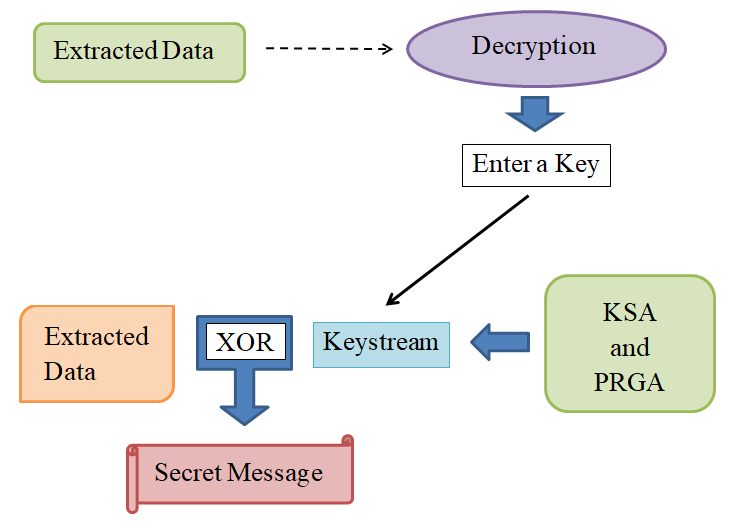 Extracted Data
Decryption
Enter a Key
Extracted
Data
XOR
Keystream
KSA
and
PRGA
Secret Message